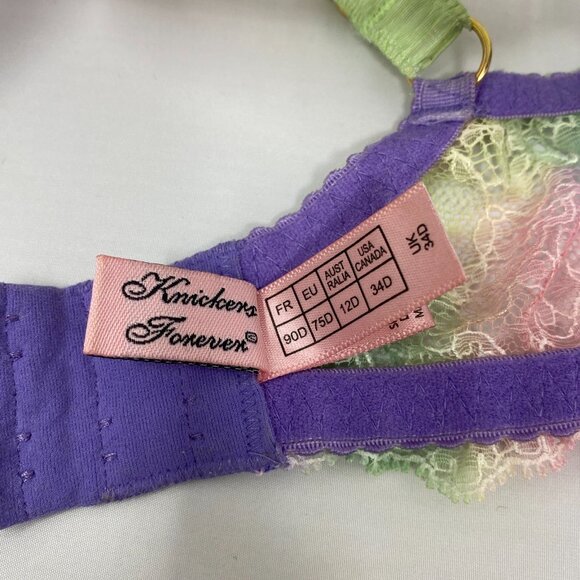 Knickers
Forever®
FR EU AUST RALIA USA CANADA
90D 75D 12D 34D
UK
34D